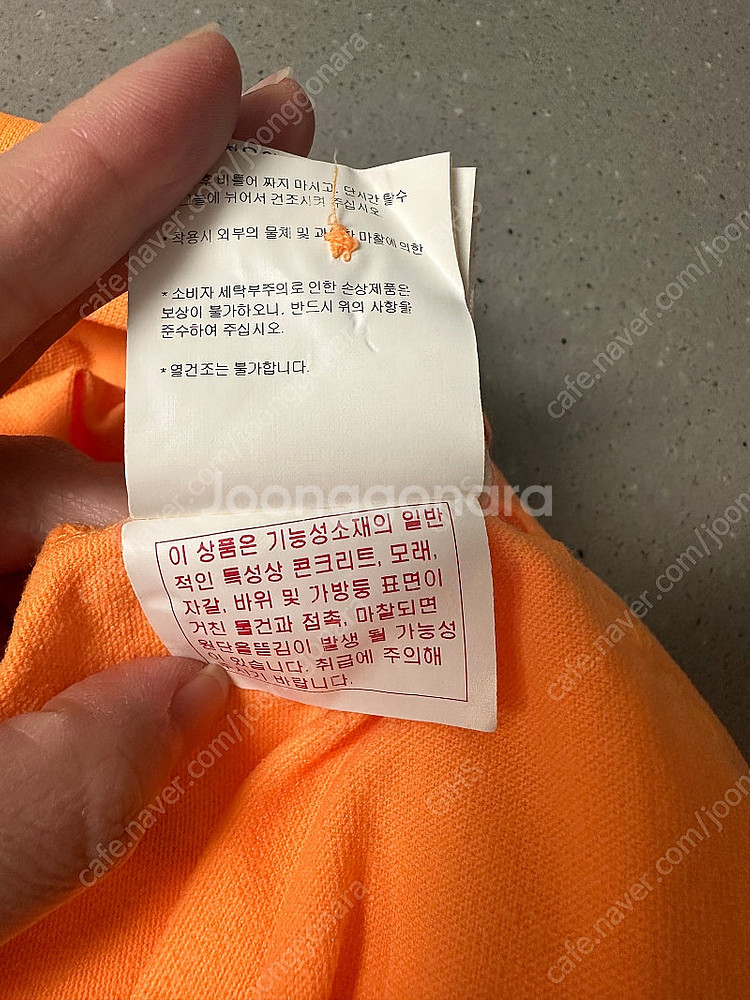 후 비틀어 짜지 마시고, 단시간 탈수
그늘에 뉘어서 건조시켜 주십시오
착용시 외부의 물체 및 마찰에 의한
* 소비자 세탁부주의로 인한 손상제품은
보상이 불가하오니, 반드시 위의 사항을
준수하여 주십시오.
* 열건조는 불가합니다.
Joonggonara
이 상품은 기능성소재의 일반
적인 특성상 콘크리트, 모래,
자갈, 바위 및 가방등 표면이
거친 물건과 접촉, 마찰되면
원단을뜯김이 발생 될 가능성
이 있습니다. 취급에 주의해
바랍니다.
cafe.naver.com/joonggonara